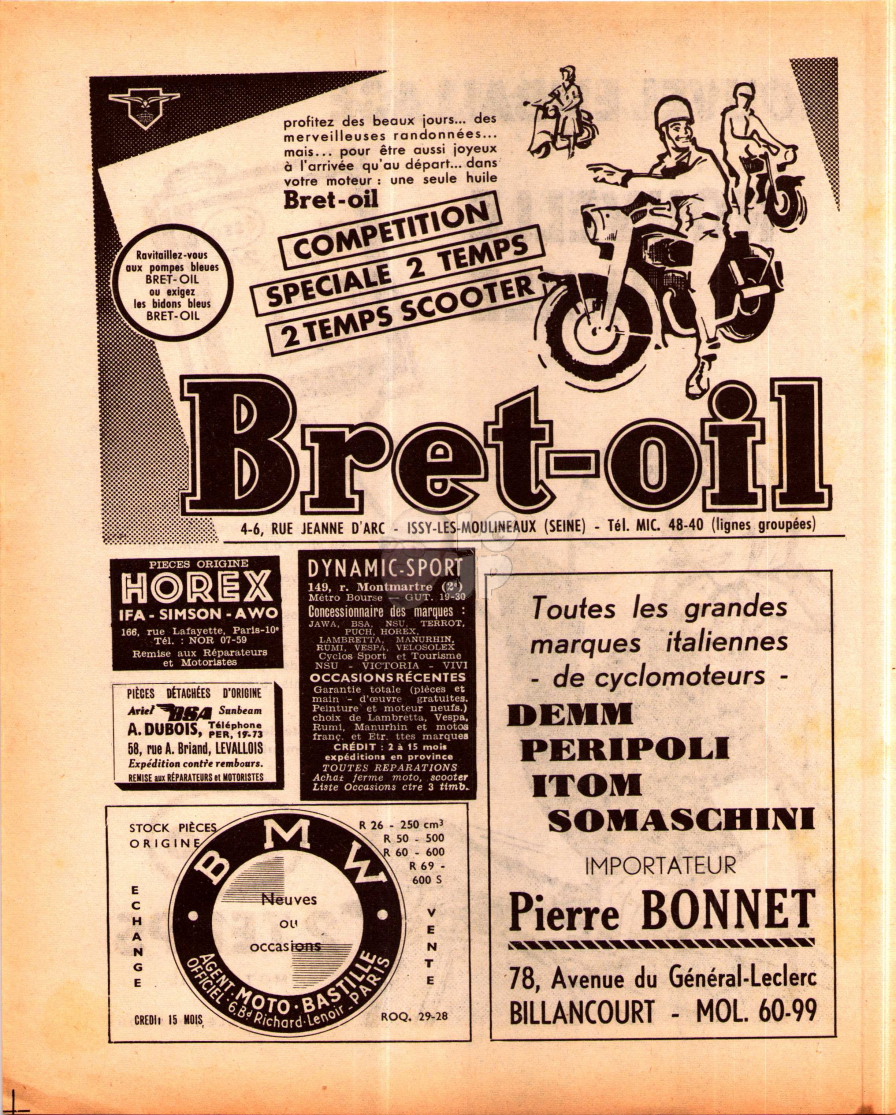 profitez des beaux jours... des
merveilleuses randonnées...
mais... pour être aussi joyeux
à l'arrivée qu'au départ... dans
votre moteur : une seule huile
Bret-oil
COMPETITION
SPECIALE 2 TEMPS
2 TEMPS SCOOTER
Ravitaillez-vous
aux pompes bleues
BRET-OIL
ou exigez
les bidons bleus
BRET-OIL
Bret-oil
4-6, RUE JEANNE D'ARC - ISSY-LES-MOULINEAUX (SEINE) - Tél. MIC. 48-40 (lignes groupées)
PIECES ORIGINE
HOREX
IFA - SIMSON - AWO
166, rue Lafayette, Paris-10e
Tél. : NOR 07-59
Remise aux Réparateurs
et Motoristes
PIÈCES DÉTACHÉES D'ORIGINE
Ariel BSA Sunbeam
A. DUBOIS, Téléphone
PER, 19-73
58, rue A. Briand, LEVALLOIS
Expédition contre rembours.
REMISE aux RÉPARATEURS et MOTORISTES
DYNAMIC-SPORT
149, r. Montmartre (2e)
Métro Bourse — GUT. 19-30
Concessionnaire des marques :
JAWA, BSA, NSU, TERROT,
PUCH, HOREX,
LAMBRETTA, MANURHIN,
RUMI, VESPA, VELOSOLEX
Cyclos Sport et Tourisme
NSU - VICTORIA - VIVI
OCCASIONS RÉCENTES
Garantie totale (pièces et
main - d'œuvre gratuites.
Peinture et moteur neufs.)
choix de Lambretta, Vespa,
Rumi, Manurhin et motos
franç. et Etr. ttes marques
CRÉDIT : 2 à 15 mois
expéditions en province
TOUTES REPARATIONS
Achat ferme moto, scooter
Liste Occasions ctre 3 timb.
STOCK PIÈCES
ORIGINE
BMW
R 26 - 250 cm³
R 50 - 500
R 60 - 600
R 69 -
600 S
ECHANGE
Neuves
ou
occasions
VENTE
AGENT MOTO-BASTILLE PARIS
OFFICIEL 6, Bd Richard-Lenoir -
CREDIt 15 MOIS
ROQ. 29-28
Toutes les grandes
marques italiennes
- de cyclomoteurs -
DEMM
PERIPOLI
ITOM
SOMASCHINI
IMPORTATEUR
Pierre BONNET
78, Avenue du Général-Leclerc
BILLANCOURT - MOL. 60-99